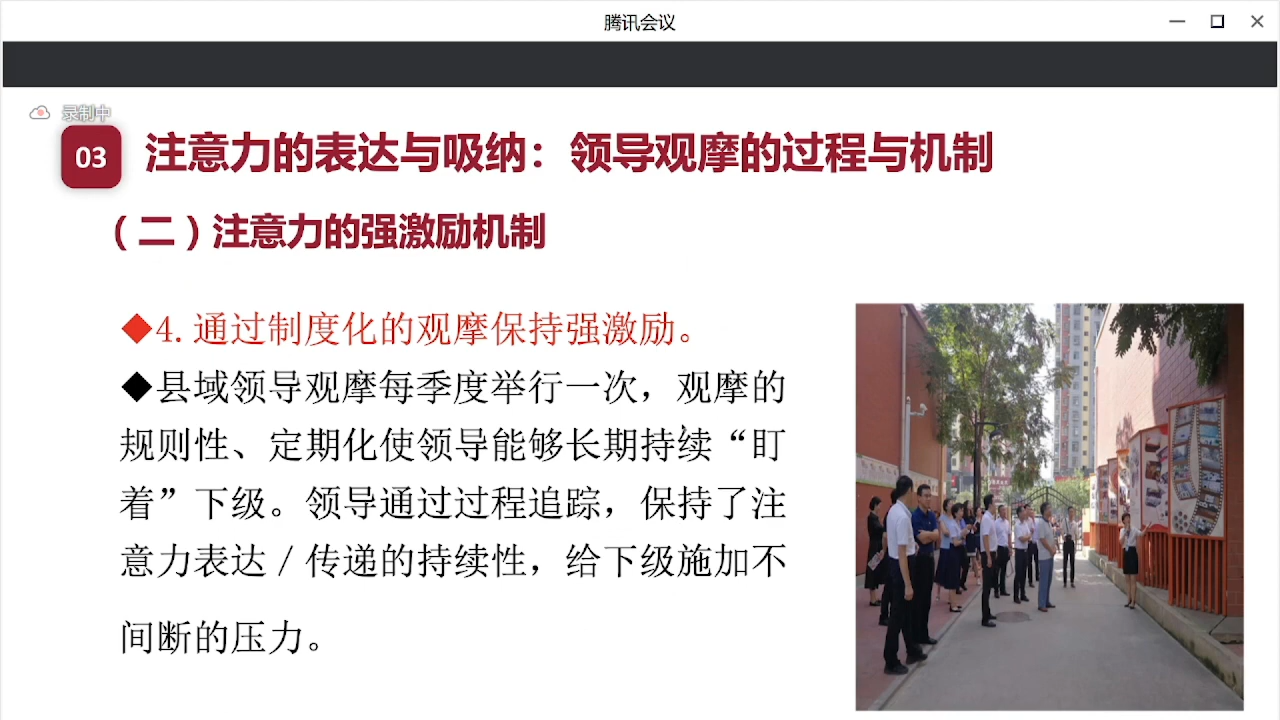 腾讯会议
录制中
03
注意力的表达与吸纳：领导观摩的过程与机制
（二）注意力的强激励机制
◆4.通过制度化的观摩保持强激励。
◆县域领导观摩每季度举行一次，观摩的
规则性、定期化使领导能够长期持续“盯
着”下级。领导通过过程追踪，保持了注
意力表达/传递的持续性，给下级施加不
间断的压力。